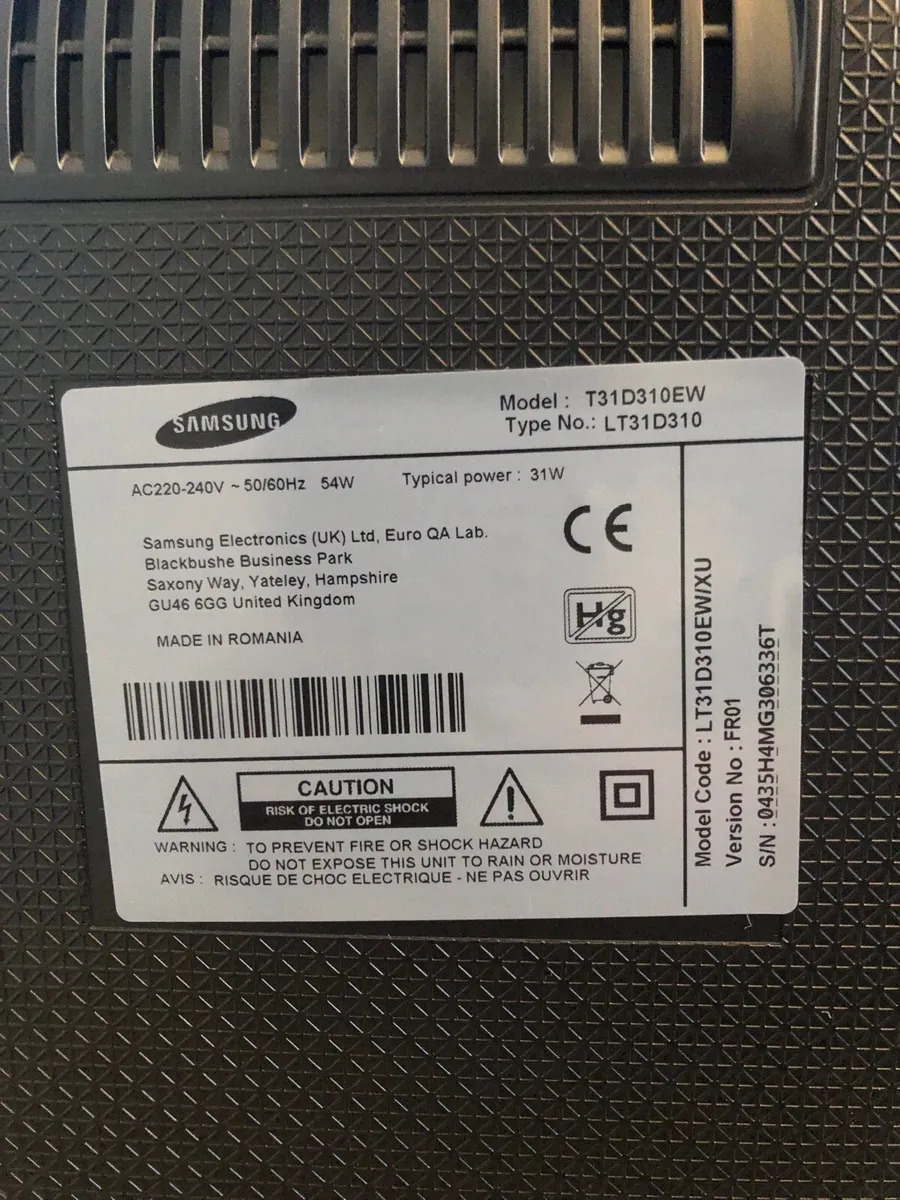 SAMSUNG
Model : T31D310EW
Type No.: LT31D310
AC220-240V ~ 50/60Hz 54W Typical power : 31W
Samsung Electronics (UK) Ltd, Euro QA Lab.
Blackbushe Business Park
Saxony Way, Yateley, Hampshire
GU46 6GG United Kingdom
MADE IN ROMANIA
CE
Hg
CAUTION
RISK OF ELECTRIC SHOCK
DO NOT OPEN
WARNING : TO PREVENT FIRE OR SHOCK HAZARD
DO NOT EXPOSE THIS UNIT TO RAIN OR MOISTURE
AVIS : RISQUE DE CHOC ELECTRIQUE - NE PAS OUVRIR
Model Code : LT31D310EW/XU
Version No : FR01
S/N : 0435H4MG306336T